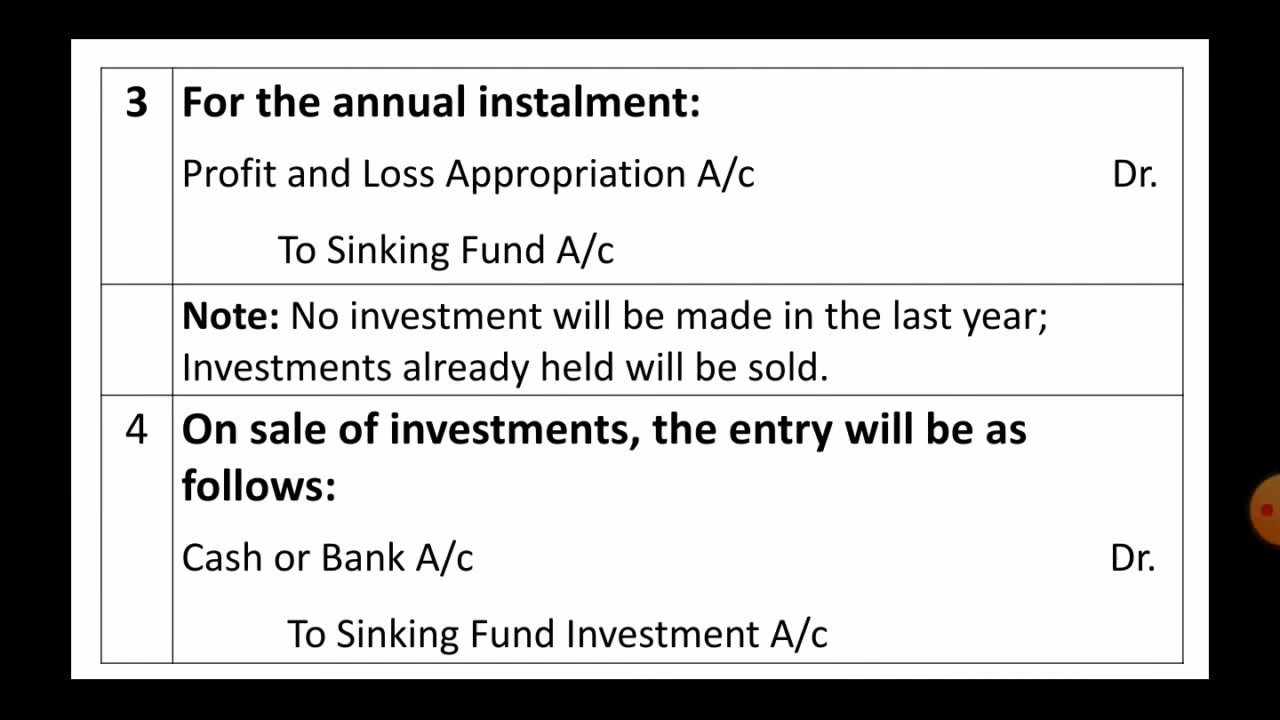 3 For the annual instalment:
Profit and Loss Appropriation A/c Dr.
To Sinking Fund A/c
Note: No investment will be made in the last year;
Investments already held will be sold.
4 On sale of investments, the entry will be as
follows:
Cash or Bank A/c Dr.
To Sinking Fund Investment A/c